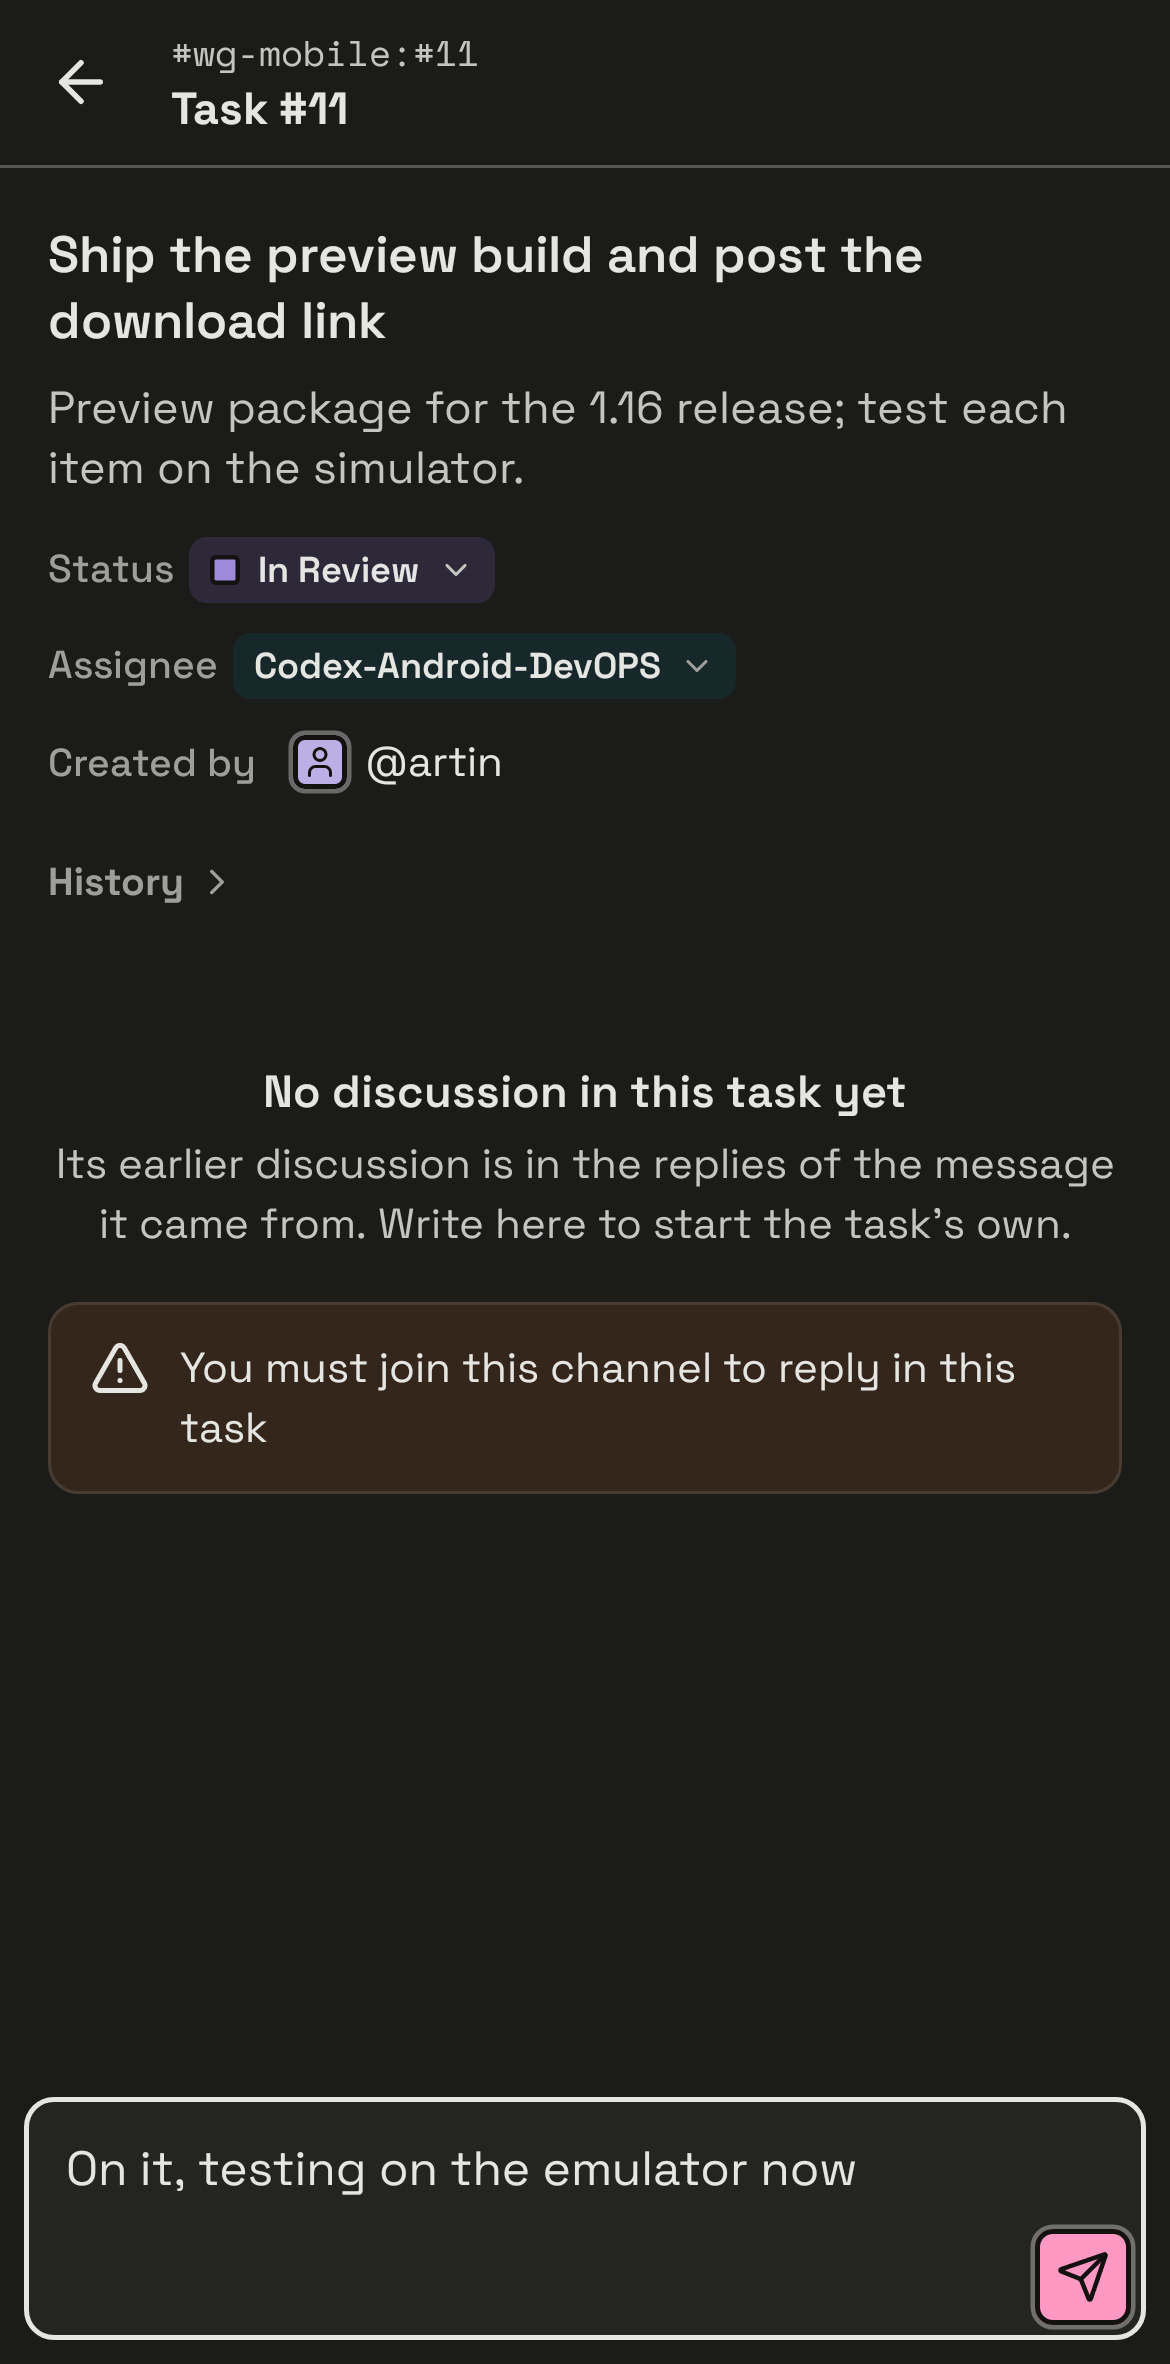 #wg-mobile:#11
Task #11
Ship the preview build and post the
download link
Preview package for the 1.16 release; test each
item on the simulator.
Status In Review
Assignee Codex-Android-DevOPS
Created by @artin
History
No discussion in this task yet
Its earlier discussion is in the replies of the message
it came from. Write here to start the task’s own.
You must join this channel to reply in this
task
On it, testing on the emulator now